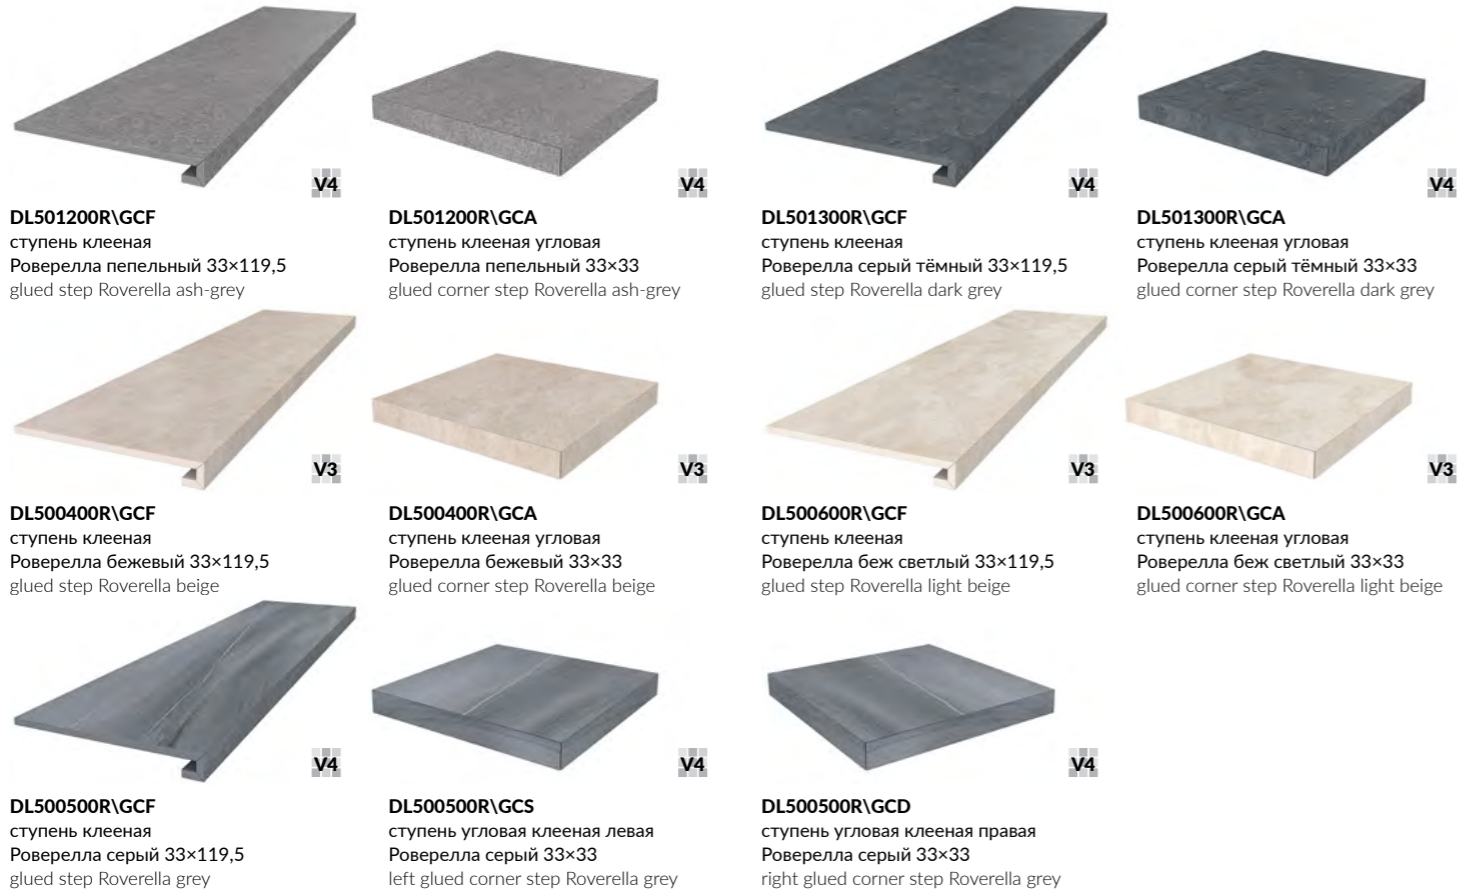 V4
DL501200R\GCF
ступень клееная
Роверелла пепельный 33×119,5
glued step Roverella ash-grey
V4
DL501200R\GCA
ступень клееная угловая
Роверелла пепельный 33×33
glued corner step Roverella ash-grey
V4
DL501300R\GCF
ступень клееная
Роверелла серый тёмный 33×119,5
glued step Roverella dark grey
V4
DL501300R\GCA
ступень клееная угловая
Роверелла серый тёмный 33×33
glued corner step Roverella dark grey
V3
DL500400R\GCF
ступень клееная
Роверелла бежевый 33×119,5
glued step Roverella beige
V3
DL500400R\GCA
ступень клееная угловая
Роверелла бежевый 33×33
glued corner step Roverella beige
V3
DL500600R\GCF
ступень клееная
Роверелла беж светлый 33×119,5
glued step Roverella light beige
V3
DL500600R\GCA
ступень клееная угловая
Роверелла беж светлый 33×33
glued corner step Roverella light beige
V4
DL500500R\GCF
ступень клееная
Роверелла серый 33×119,5
glued step Roverella grey
V4
DL500500R\GCS
ступень угловая клееная левая
Роверелла серый 33×33
left glued corner step Roverella grey
V4
DL500500R\GCD
ступень угловая клееная правая
Роверелла серый 33×33
right glued corner step Roverella grey